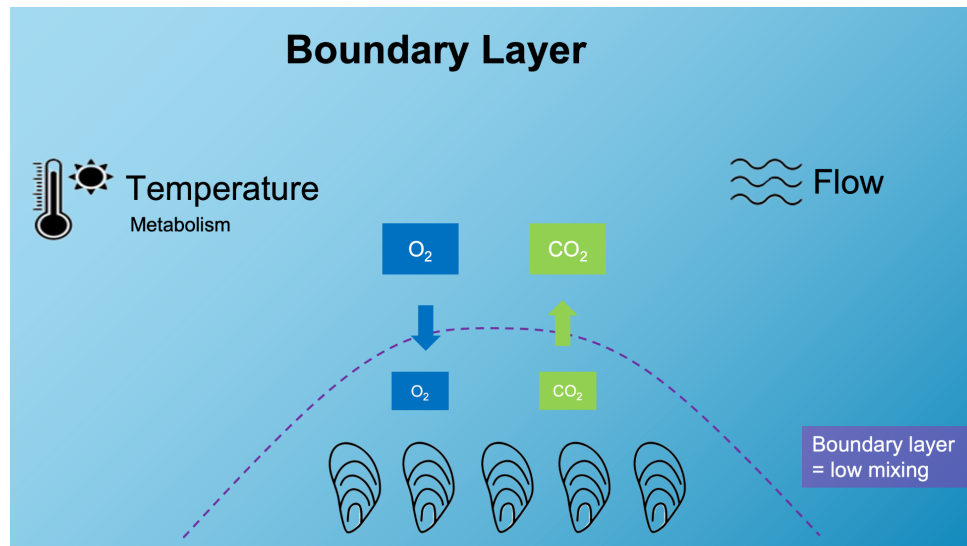 Boundary Layer
Temperature
Metabolism
Flow
O₂
CO₂
O₂
CO₂
Boundary layer
= low mixing